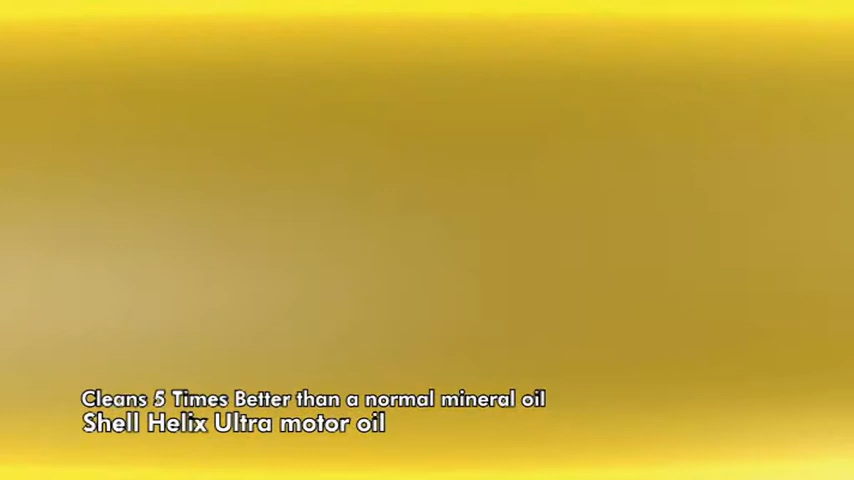 Cleans 5 Times Better than a normal mineral oil
Shell Helix Ultra motor oil